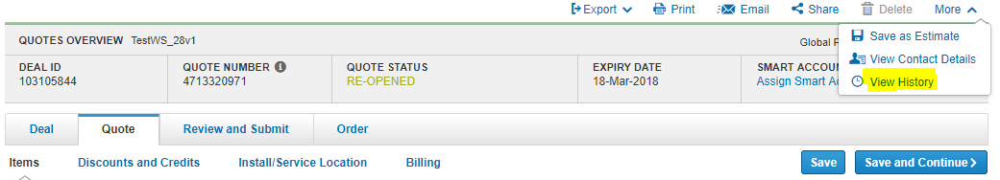 Export Print Email Share Delete More
QUOTES OVERVIEW TestWS_28v1 Global P
Save as Estimate
View Contact Details
View History
DEAL ID QUOTE NUMBER QUOTE STATUS EXPIRY DATE SMART ACCOU
103105844 4713320971 RE-OPENED 18-Mar-2018 Assign Smart Ac
Deal Quote Review and Submit Order
Items Discounts and Credits Install/Service Location Billing Save Save and Continue